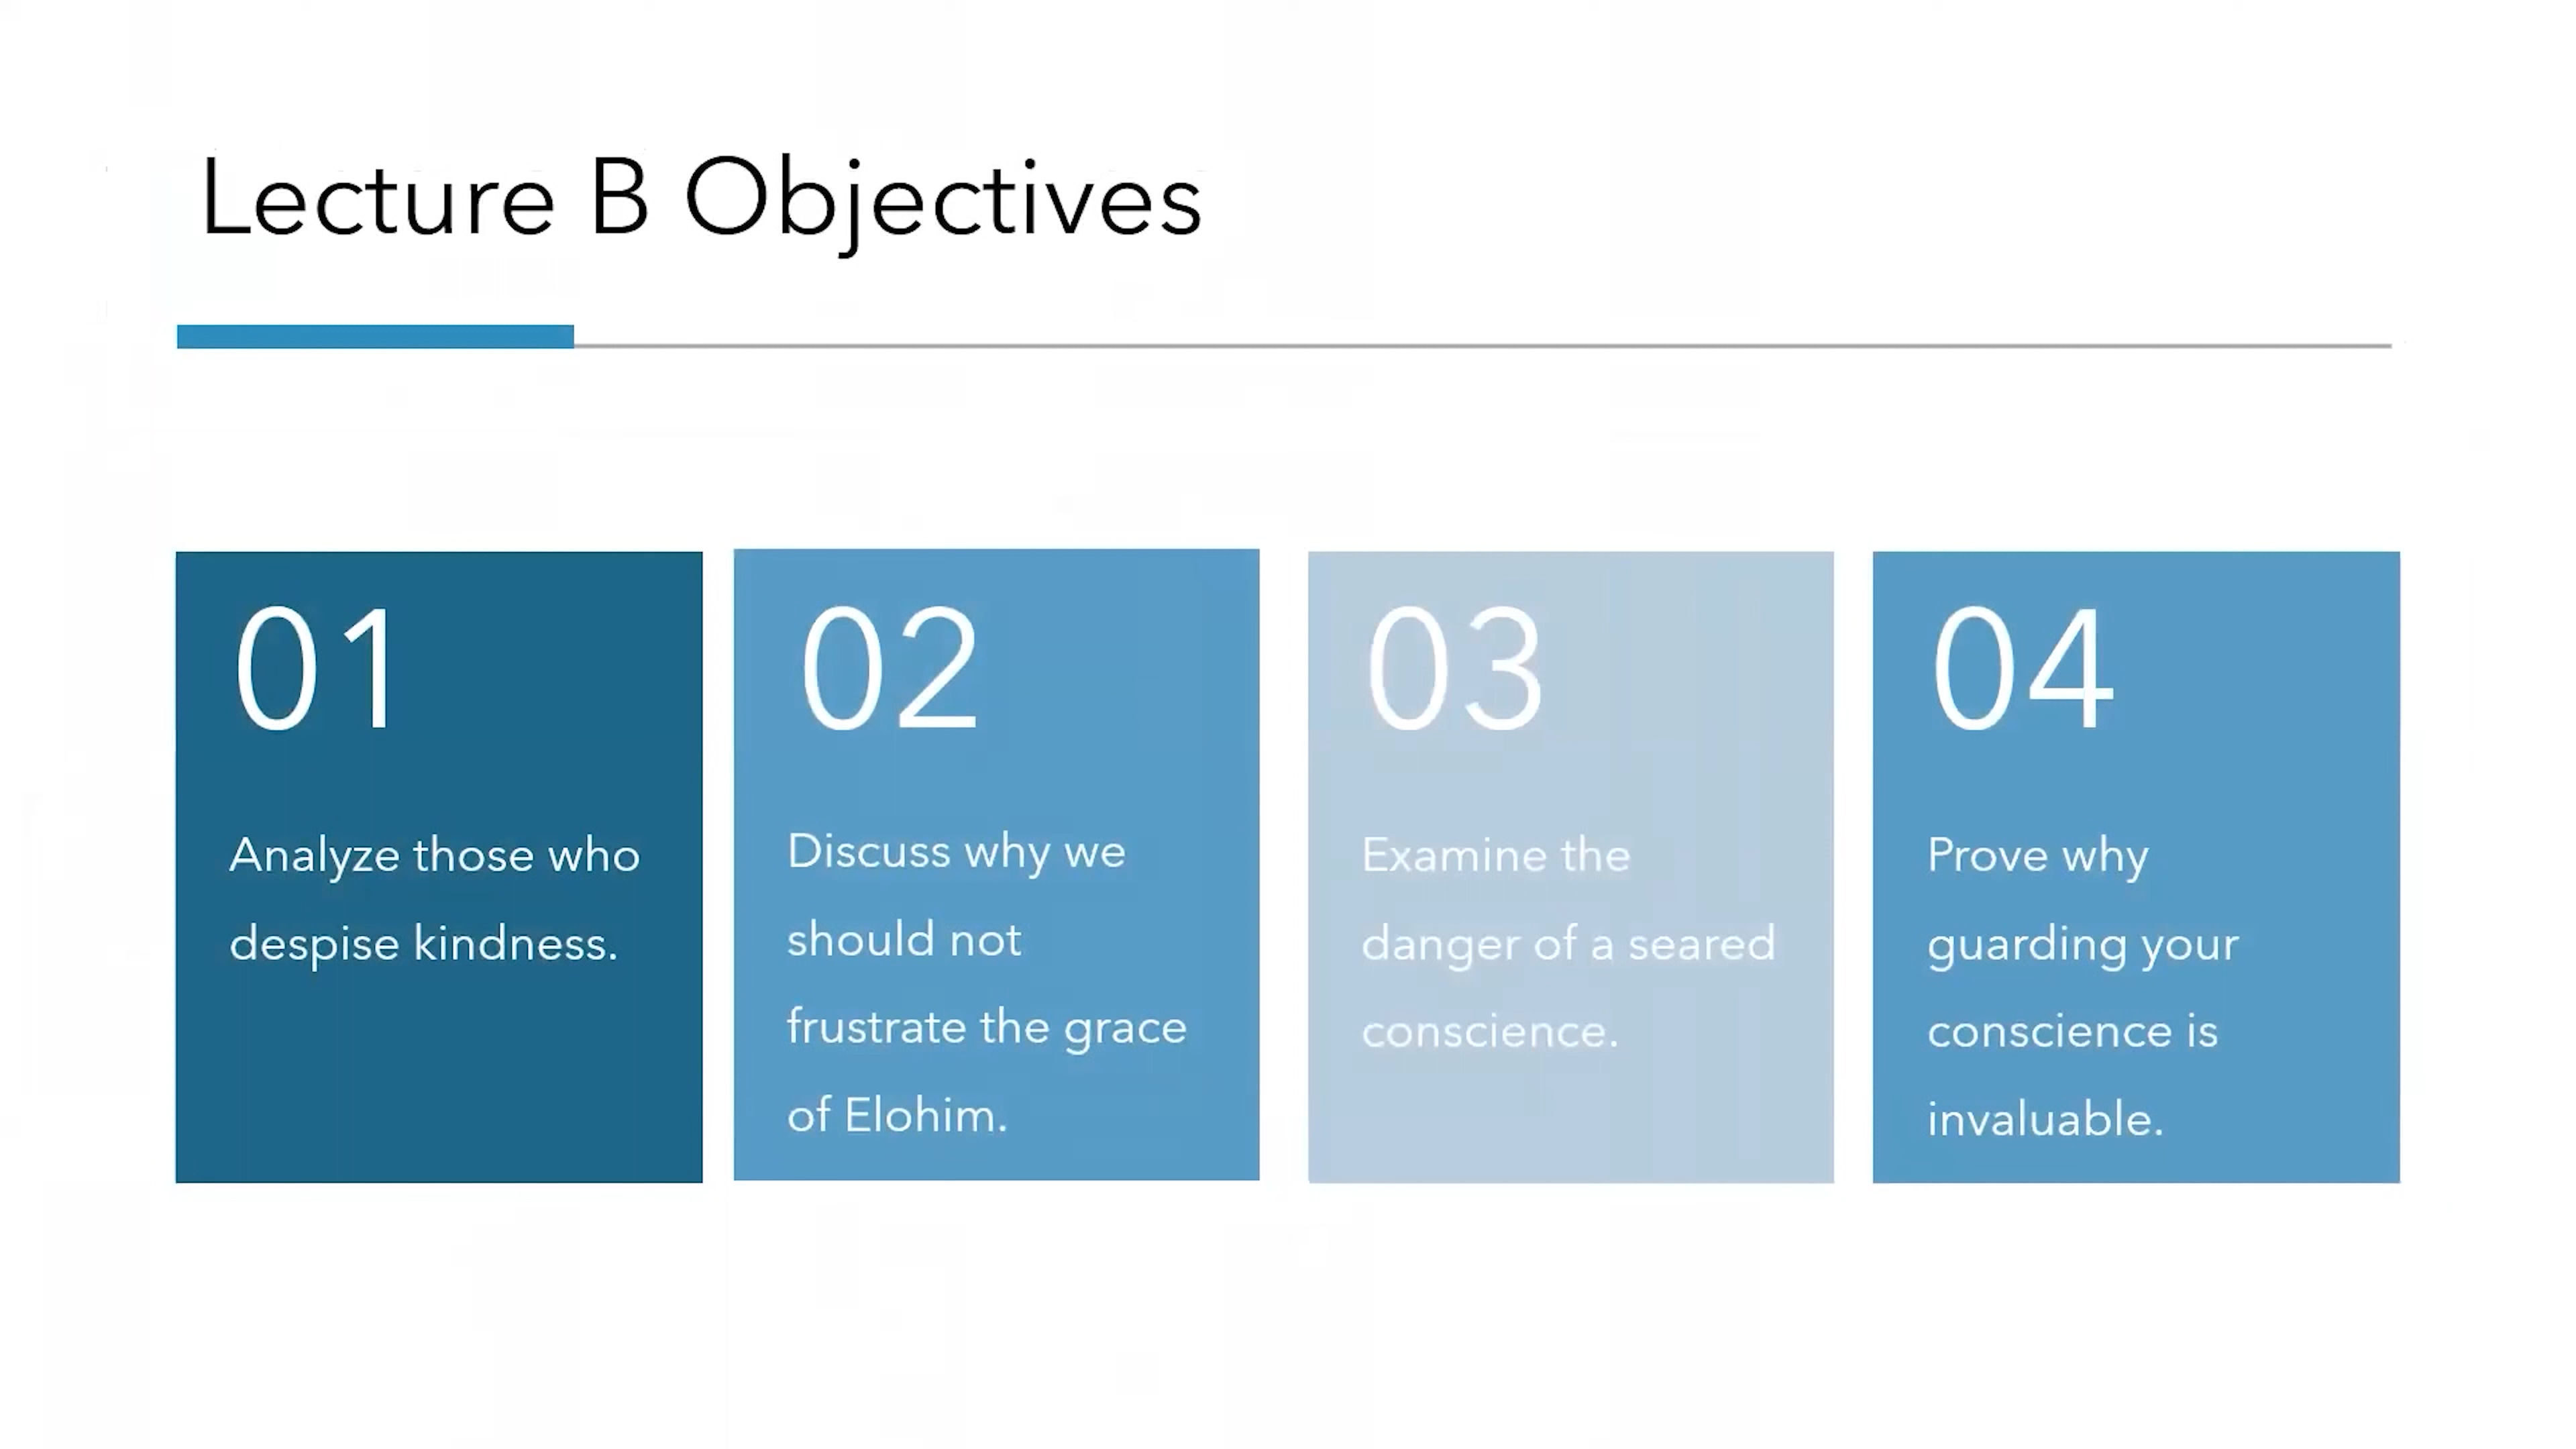 Lecture B Objectives
01
Analyze those who
despise kindness.
02
Discuss why we
should not
frustrate the grace
of Elohim.
03
Examine the
danger of a seared
conscience.
04
Prove why
guarding your
conscience is
invaluable.